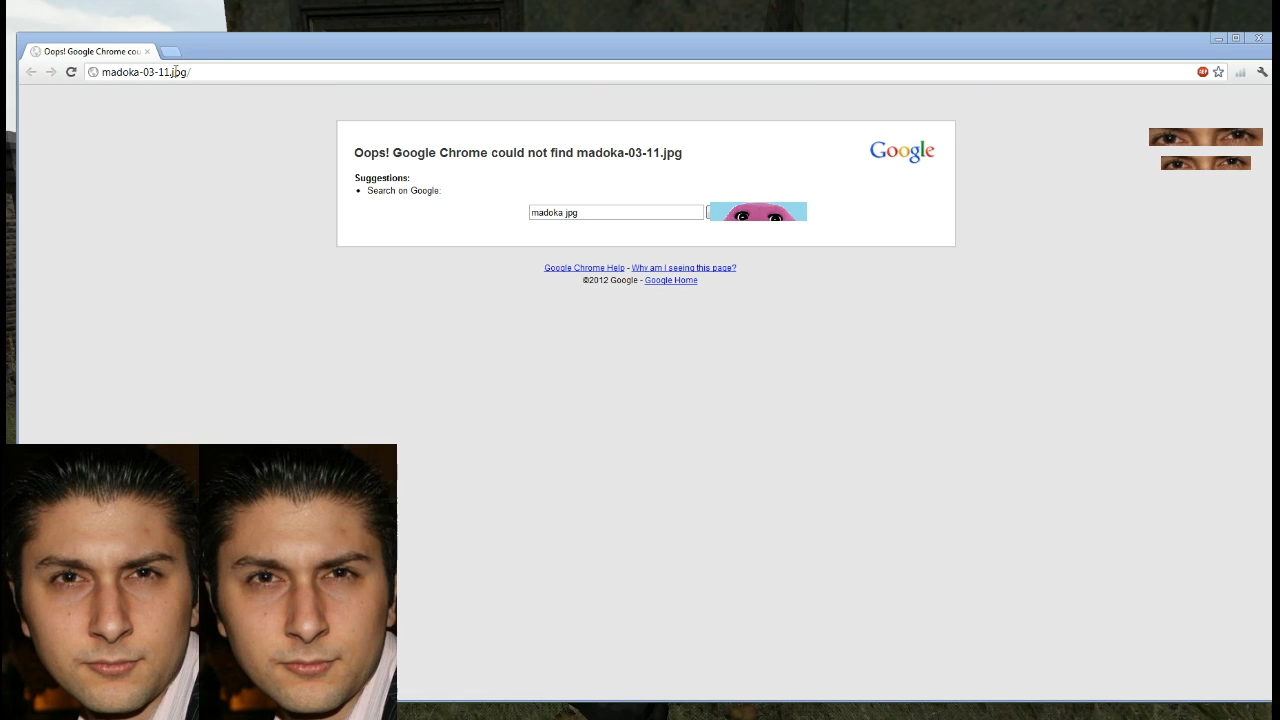 Oops! Google Chrome cou
madoka-03-11.jpg/
Oops! Google Chrome could not find madoka-03-11.jpg
Google
Suggestions:
Search on Google:
madoka jpg
Google Chrome Help - Why am I seeing this page?
©2012 Google - Google Home